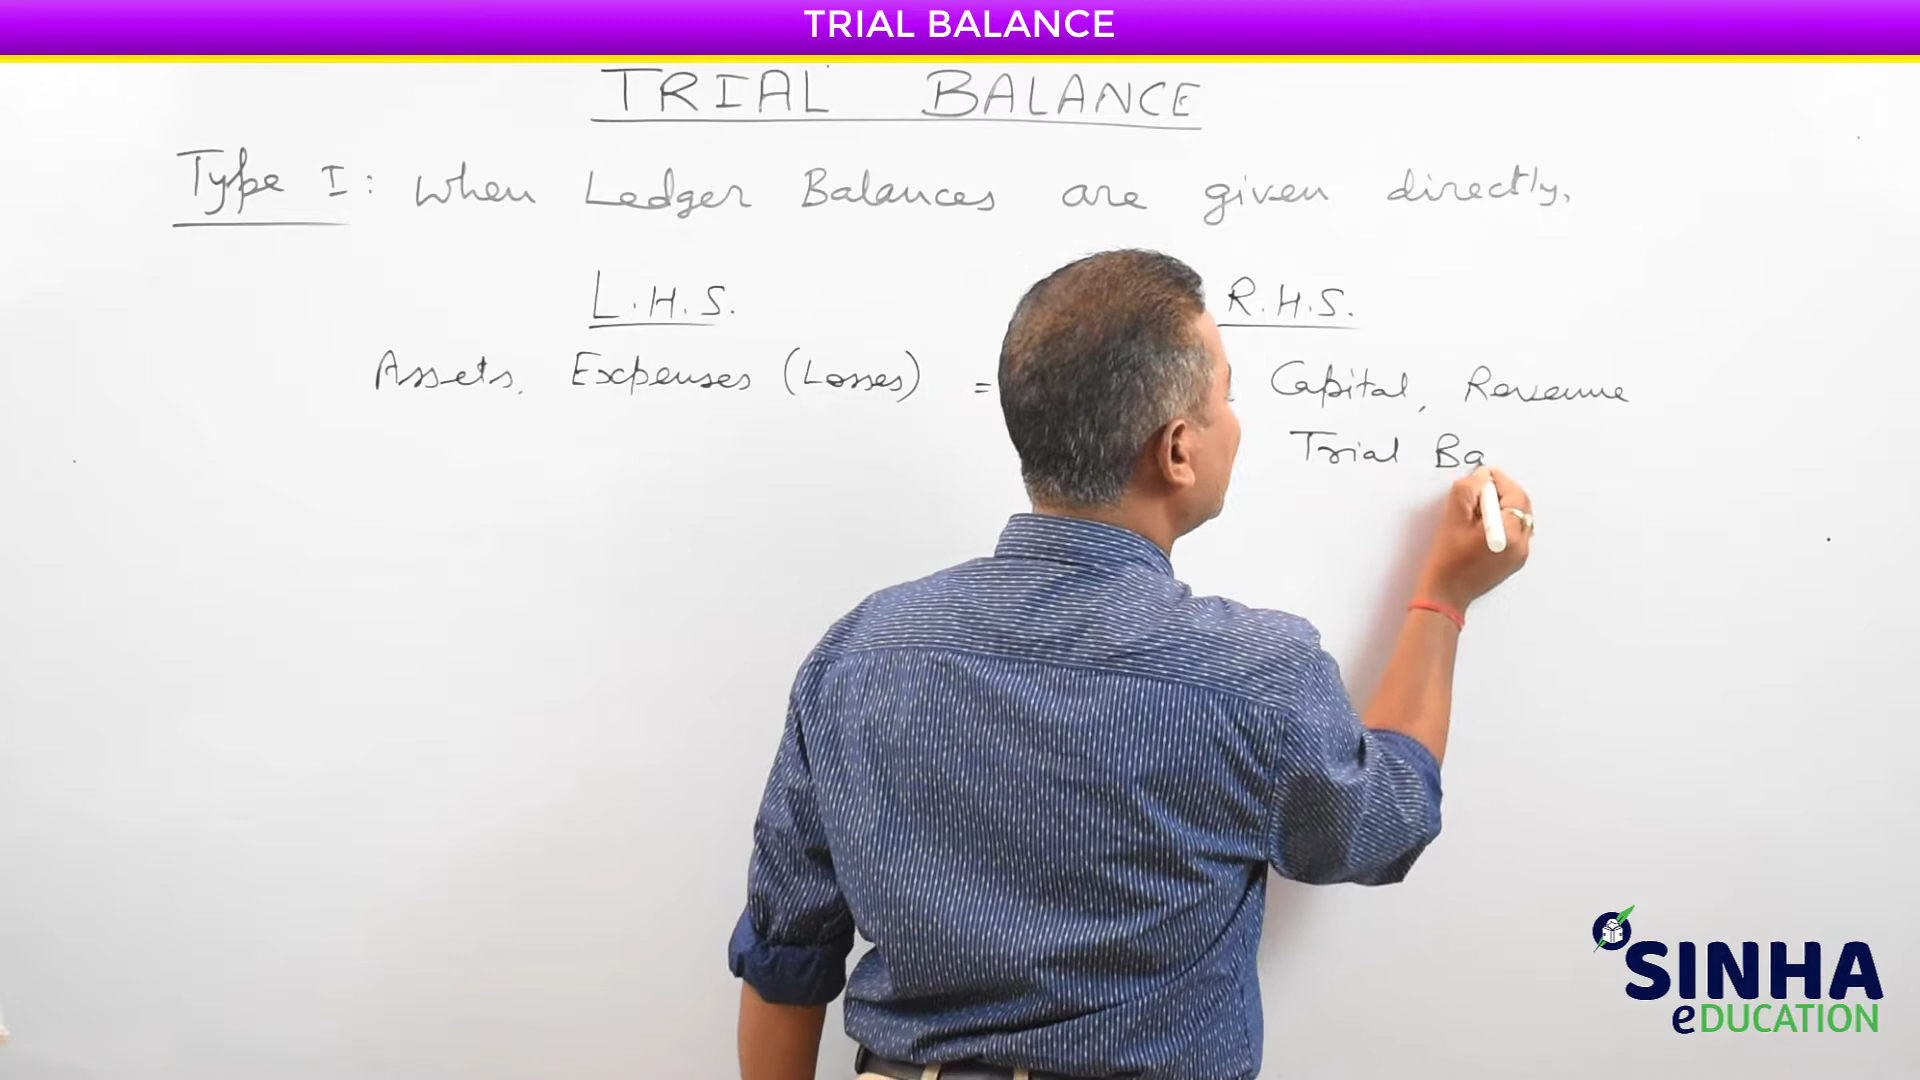 TRIAL BALANCE
TRIAL BALANCE
Type I: When Ledger Balances are given directly.
L.H.S. R.H.S.
Assets, Expenses (Losses) = Capital, Revenue
Trial Ba
SINHA
eDUCATION